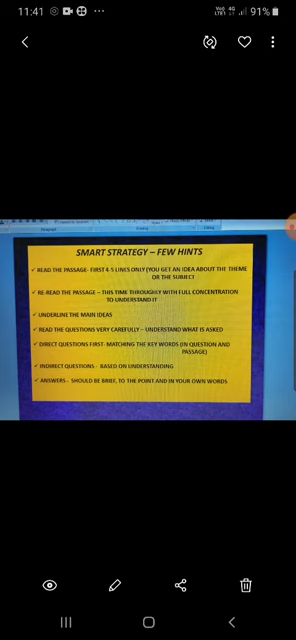 11:41
91%
SMART STRATEGY – FEW HINTS
✓ READ THE PASSAGE- FIRST 4-5 LINES ONLY (YOU GET AN IDEA ABOUT THE THEME
OR THE SUBJECT
✓ RE-READ THE PASSAGE – THIS TIME THROUGHLY WITH FULL CONCENTRATION
TO UNDERSTAND IT
✓ UNDERLINE THE MAIN IDEAS
✓ READ THE QUESTIONS VERY CAREFULLY – UNDERSTAND WHAT IS ASKED
✓ DIRECT QUESTIONS FIRST- MATCHING THE KEY WORDS (IN QUESTION AND
PASSAGE)
✓ INDIRECT QUESTIONS - BASED ON UNDERSTANDING
✓ ANSWERS - SHOULD BE BRIEF, TO THE POINT AND IN YOUR OWN WORDS